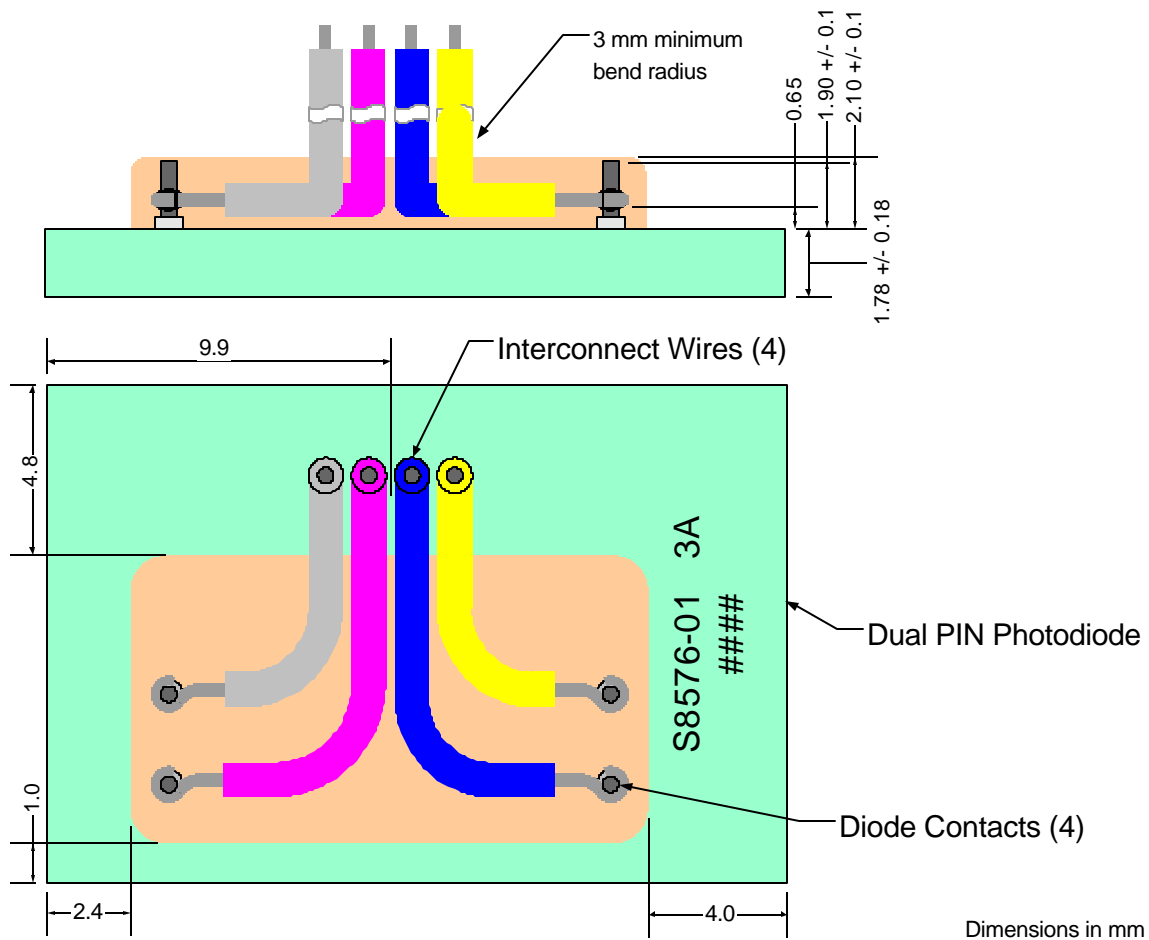 3 mm minimum
bend radius
0.65
1.90 +/- 0.1
2.10 +/- 0.1
1.78 +/- 0.18
9.9
Interconnect Wires (4)
4.8
S8576-01 3A
####
Dual PIN Photodiode
1.0
Diode Contacts (4)
2.4
4.0
Dimensions in mm